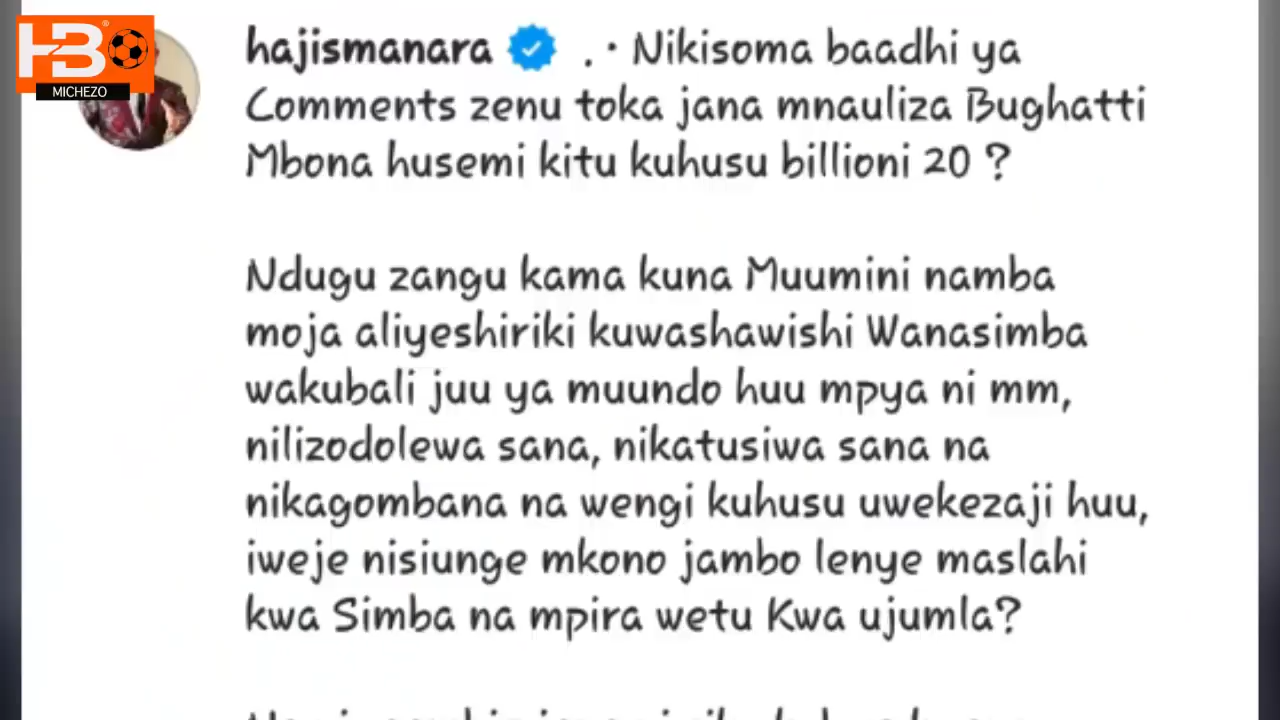 HB
MICHEZO
hajismanara . • Nikisoma baadhi ya
Comments zenu toka jana mnauliza Bughatti
Mbona husemi kitu kuhusu billioni 20 ?
Ndugu zangu kama kuna Muumini namba
moja aliyeshiriki kuwashawishi Wanasimba
wakubali juu ya muundo huu mpya ni mm,
nilizodolewa sana, nikatusiwa sana na
nikagombana na wengi kuhusu uwekezaji huu,
iweje nisiunge mkono jambo lenye maslahi
kwa Simba na mpira wetu Kwa ujumla?